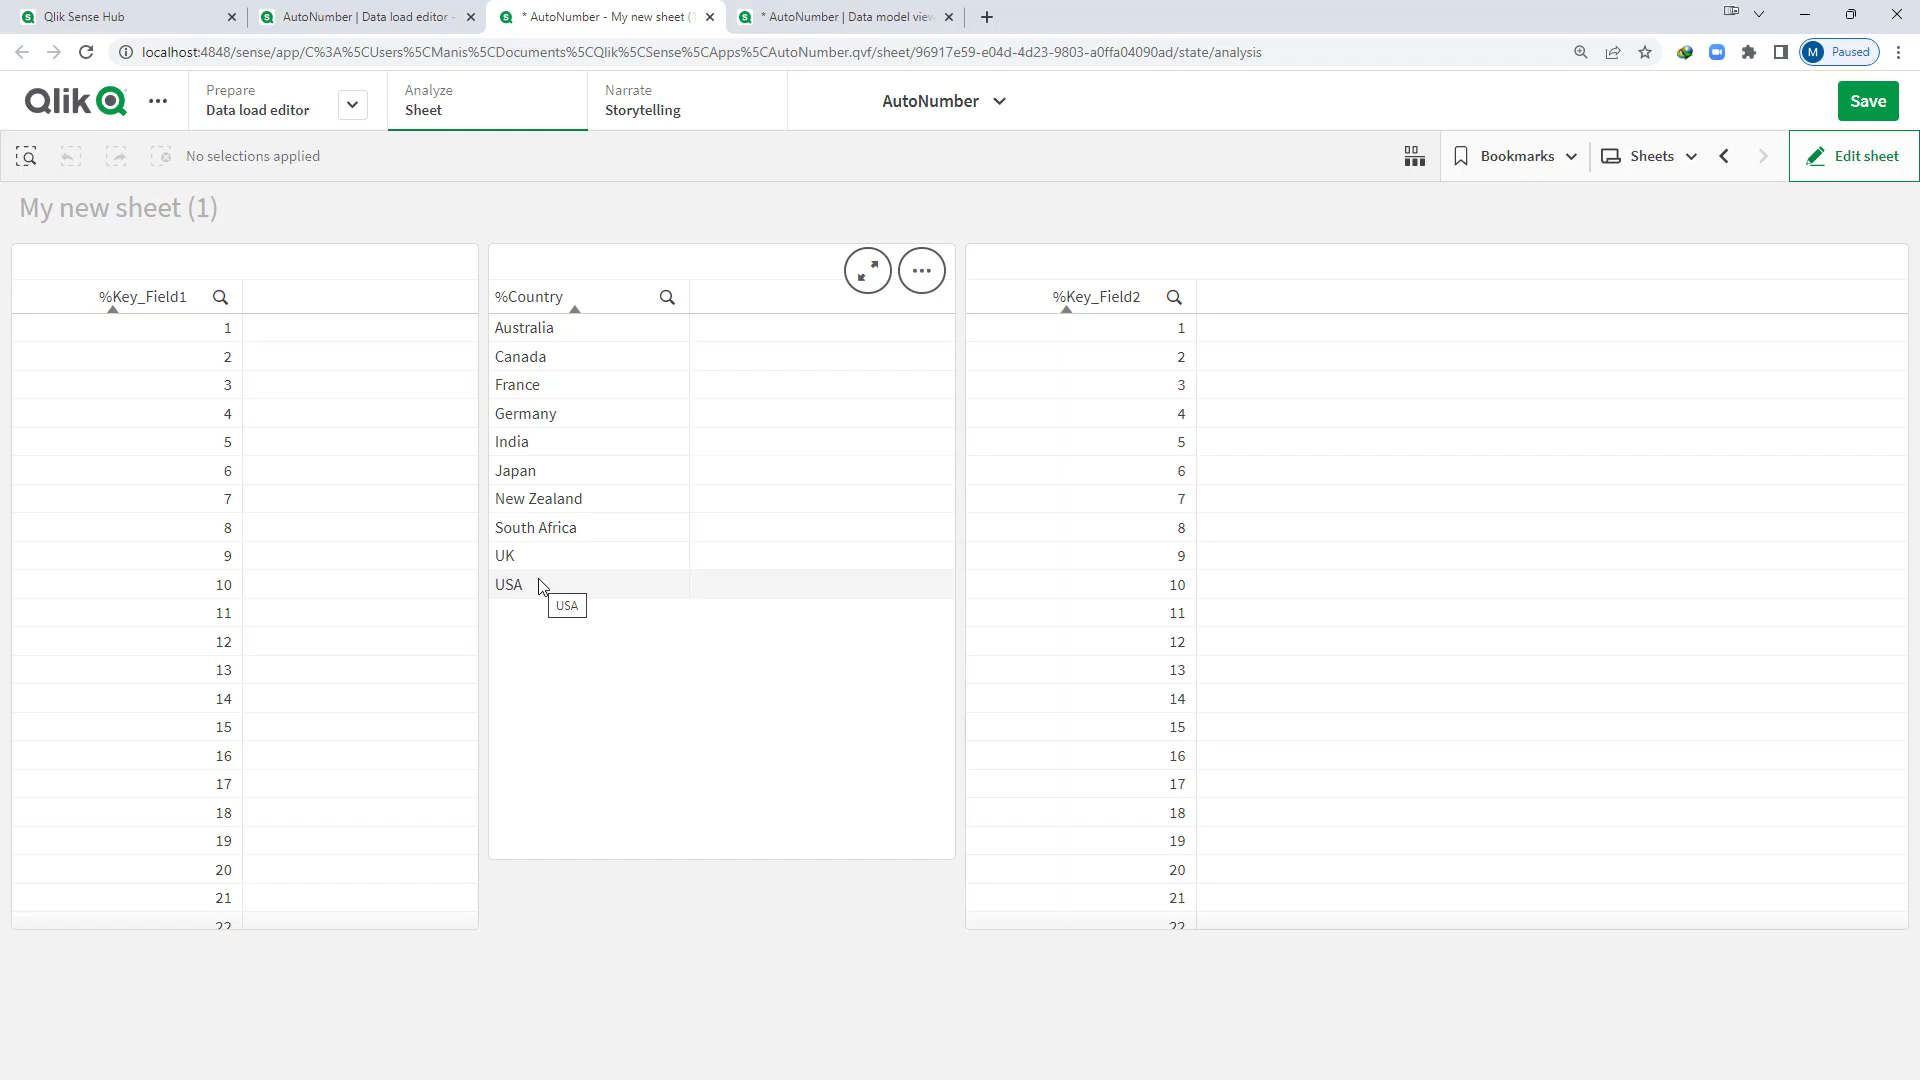 Qlik Sense Hub
AutoNumber | Data load editor -
* AutoNumber - My new sheet (1
* AutoNumber | Data model view
localhost:4848/sense/app/C%3A%5CUsers%5CManis%5CDocuments%5CQlik%5CSense%5CApps%5CAutoNumber.qvf/sheet/96917e59-e04d-4d23-9803-a0ffa04090ad/state/analysis
M Paused
Qlik
Prepare
Data load editor
Analyze
Sheet
Narrate
Storytelling
AutoNumber
Save
No selections applied
Bookmarks
Sheets
Edit sheet
My new sheet (1)
%Key_Field1
1
2
3
4
5
6
7
8
9
10
11
12
13
14
15
16
17
18
19
20
21
22
%Country
Australia
Canada
France
Germany
India
Japan
New Zealand
South Africa
UK
USA
USA
%Key_Field2
1
2
3
4
5
6
7
8
9
10
11
12
13
14
15
16
17
18
19
20
21
22